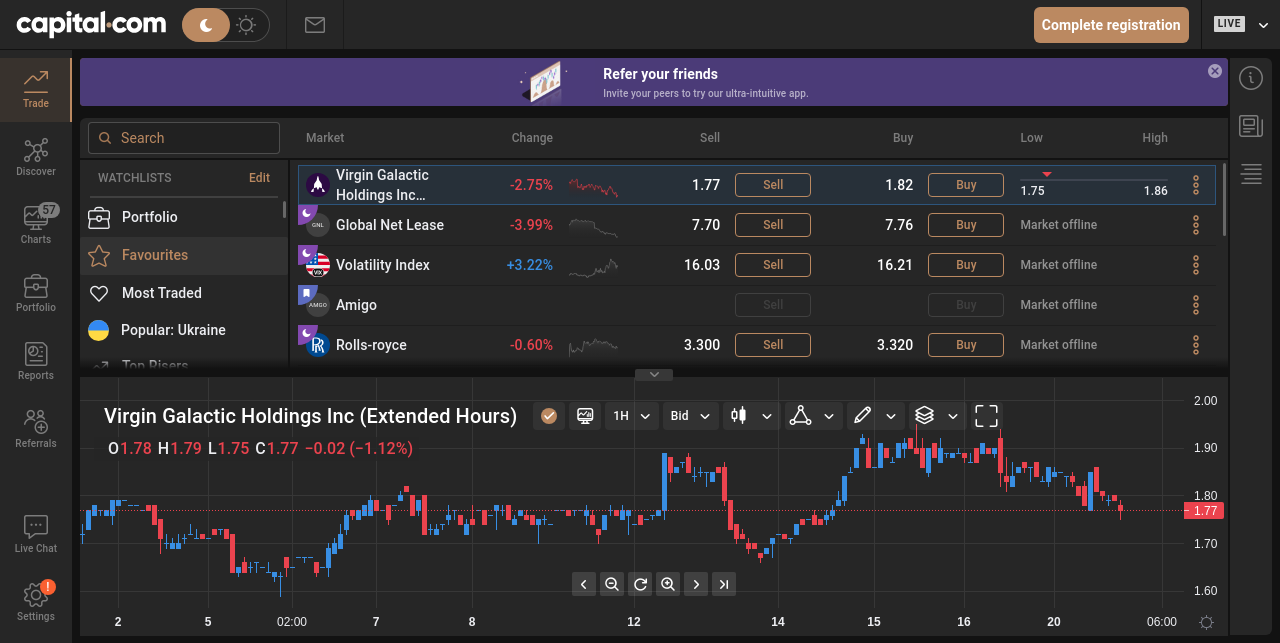 capital.com
Complete registration
LIVE
Trade
Discover
57
Charts
Portfolio
Reports
Referrals
Live Chat
!
Settings
Refer your friends
Invite your peers to try our ultra-intuitive app.
Search
WATCHLISTS Edit
Portfolio
Favourites
Most Traded
Popular: Ukraine
Top Risers
Market Change Sell Buy Low High
Virgin Galactic
Holdings Inc… -2.75% 1.77 Sell 1.82 Buy 1.75 1.86
GNL Global Net Lease -3.99% 7.70 Sell 7.76 Buy Market offline
VIX Volatility Index +3.22% 16.03 Sell 16.21 Buy Market offline
AMGO Amigo Sell Buy Market offline
Rolls-royce -0.60% 3.300 Sell 3.320 Buy Market offline
Virgin Galactic Holdings Inc (Extended Hours) 1H Bid
O1.78 H1.79 L1.75 C1.77 −0.02 (−1.12%)
2.00
1.90
1.80
1.77
1.70
1.60
2 5 02:00 7 8 12 14 15 16 20 06:00